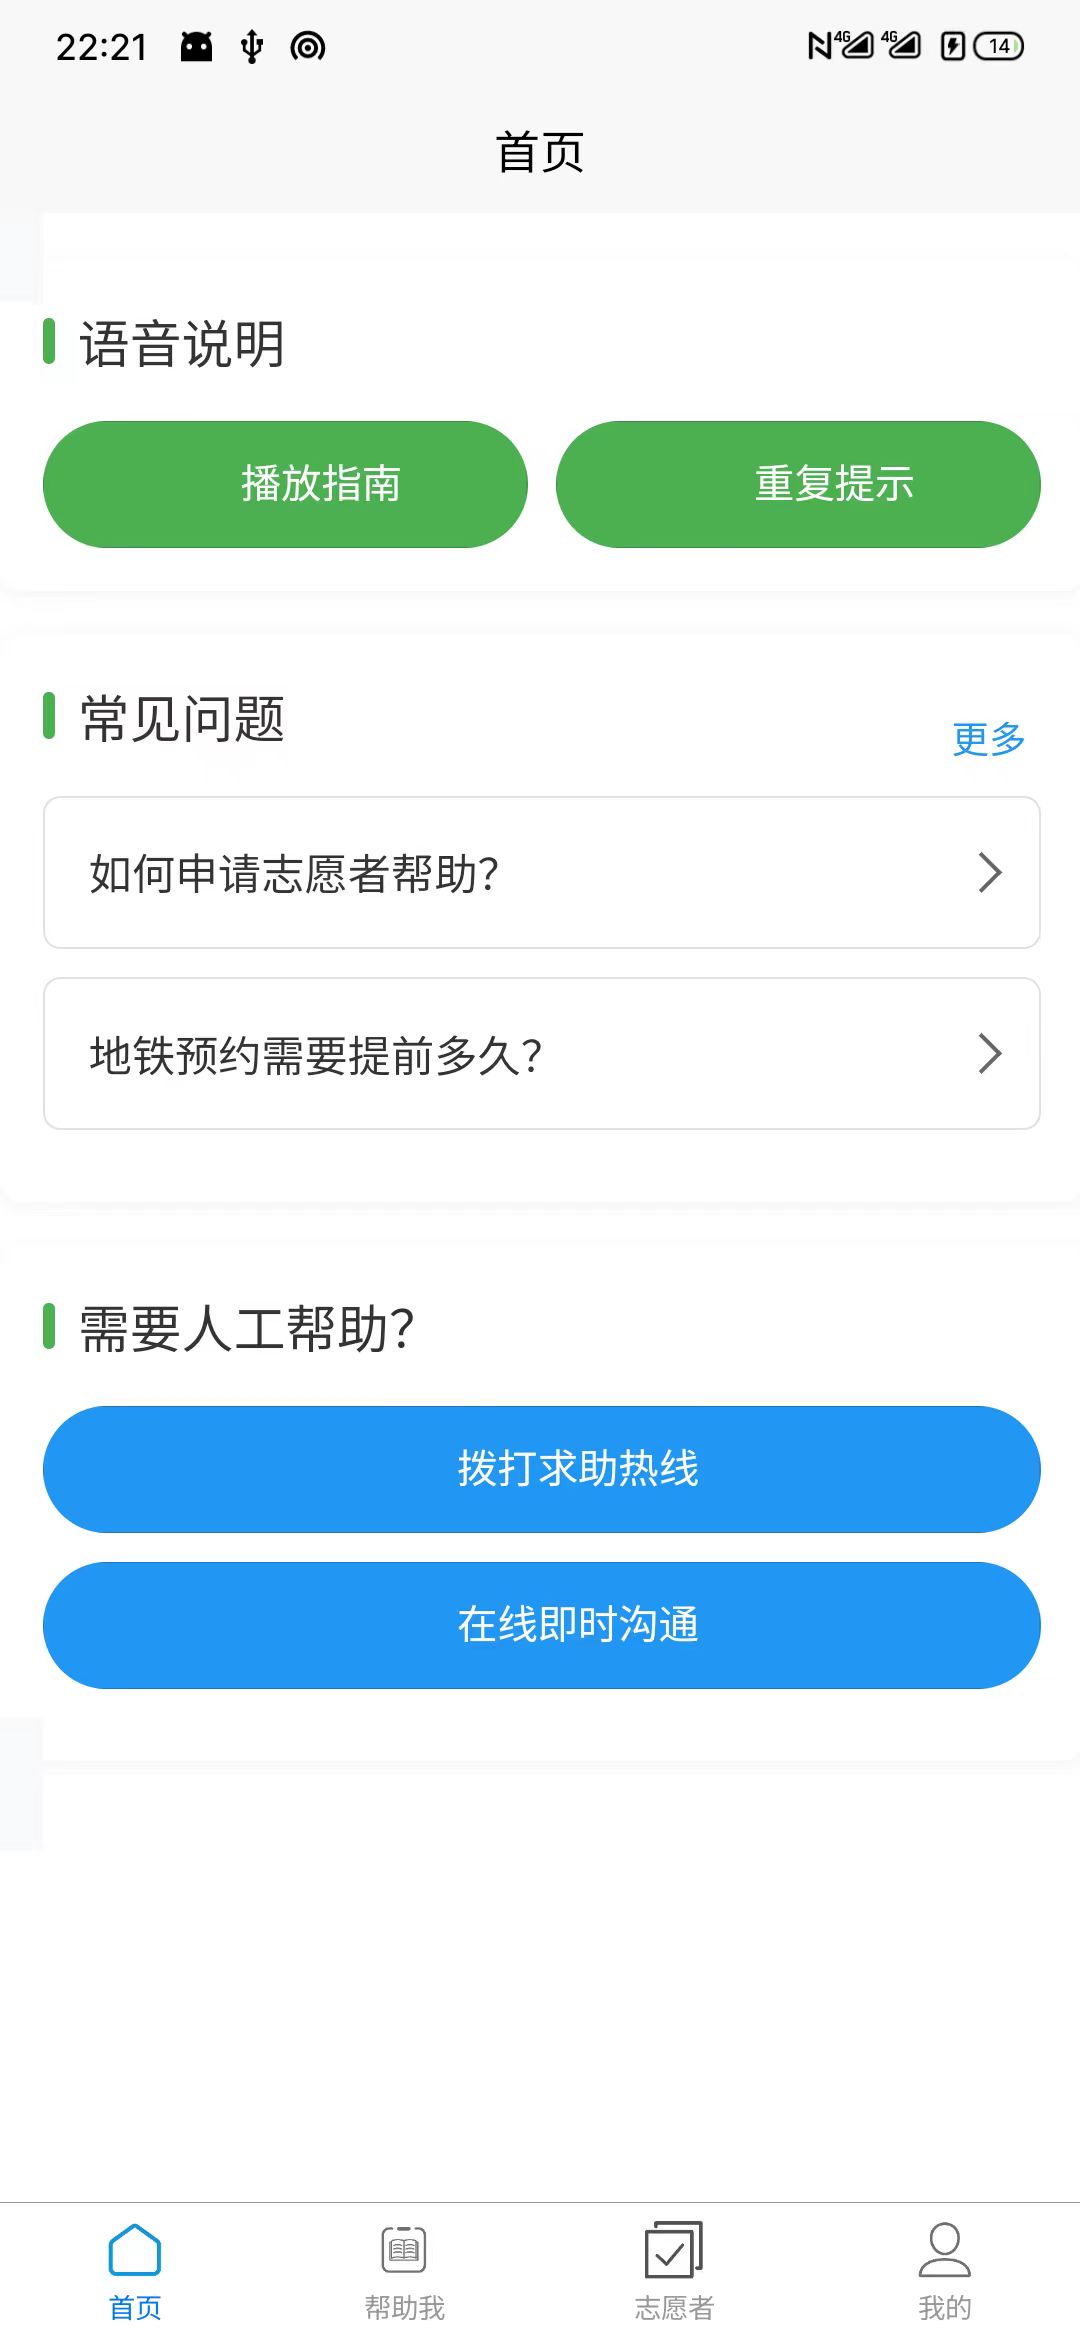 22:21
4G 4G 14
首页
语音说明
播放指南 重复提示
常见问题
更多
如何申请志愿者帮助?
地铁预约需要提前多久?
需要人工帮助?
拨打求助热线
在线即时沟通
首页 帮助我 志愿者 我的